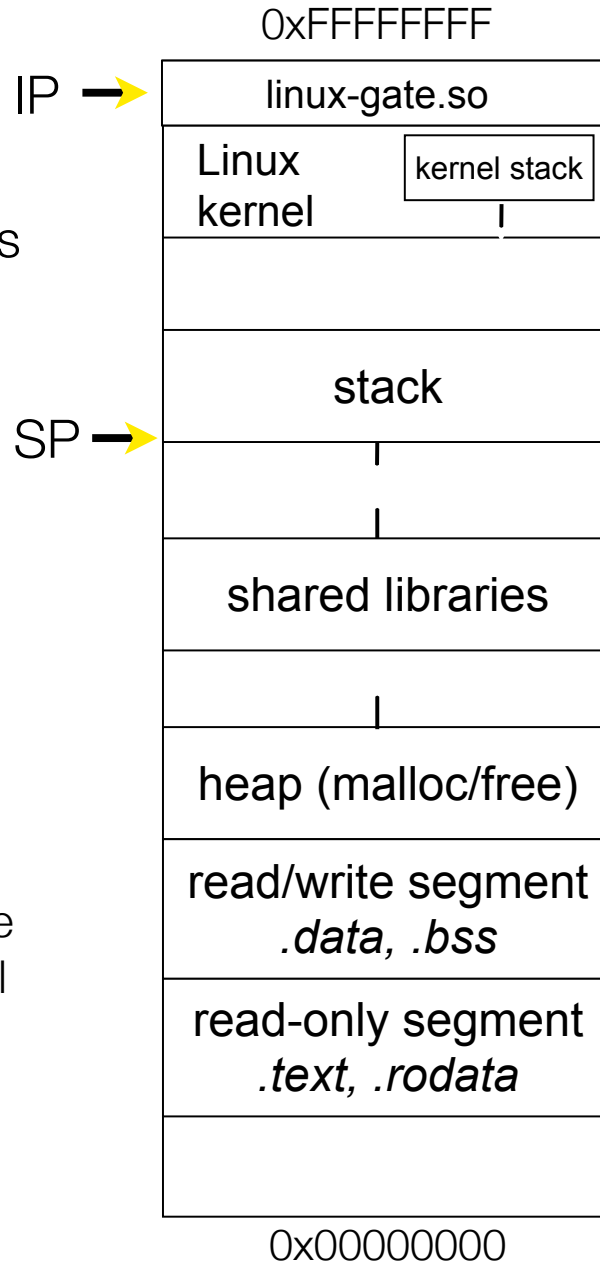 0xFFFFFFFF
IP
linux-gate.so
Linux
kernel
kernel stack
s
stack
SP
shared libraries
heap (malloc/free)
read/write segment
.data, .bss
e
l
read-only segment
.text, .rodata
0x00000000